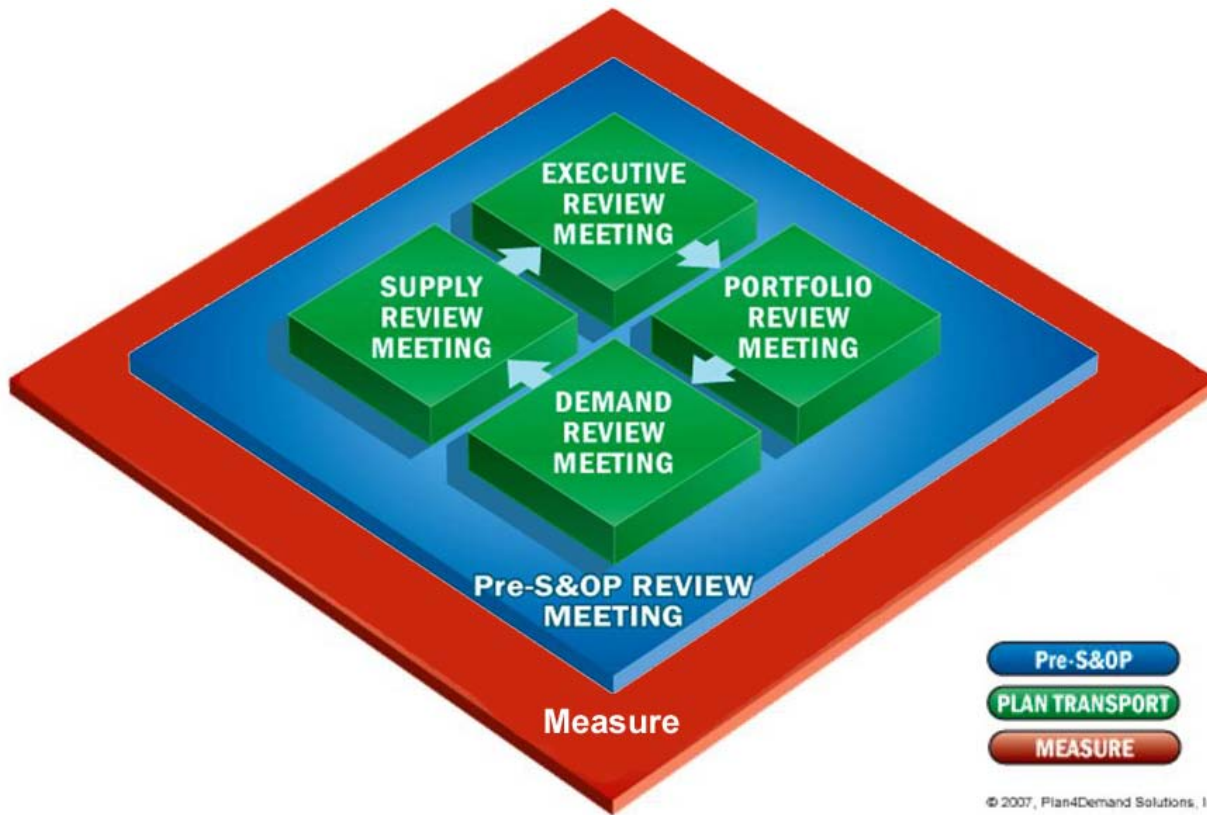 EXECUTIVE
REVIEW
MEETING
SUPPLY
REVIEW
MEETING
PORTFOLIO
REVIEW
MEETING
DEMAND
REVIEW
MEETING
Pre-S&OP REVIEW
MEETING
Measure
Pre-S&OP
PLAN TRANSPORT
MEASURE
© 2007, Plan4Demand Solutions, I